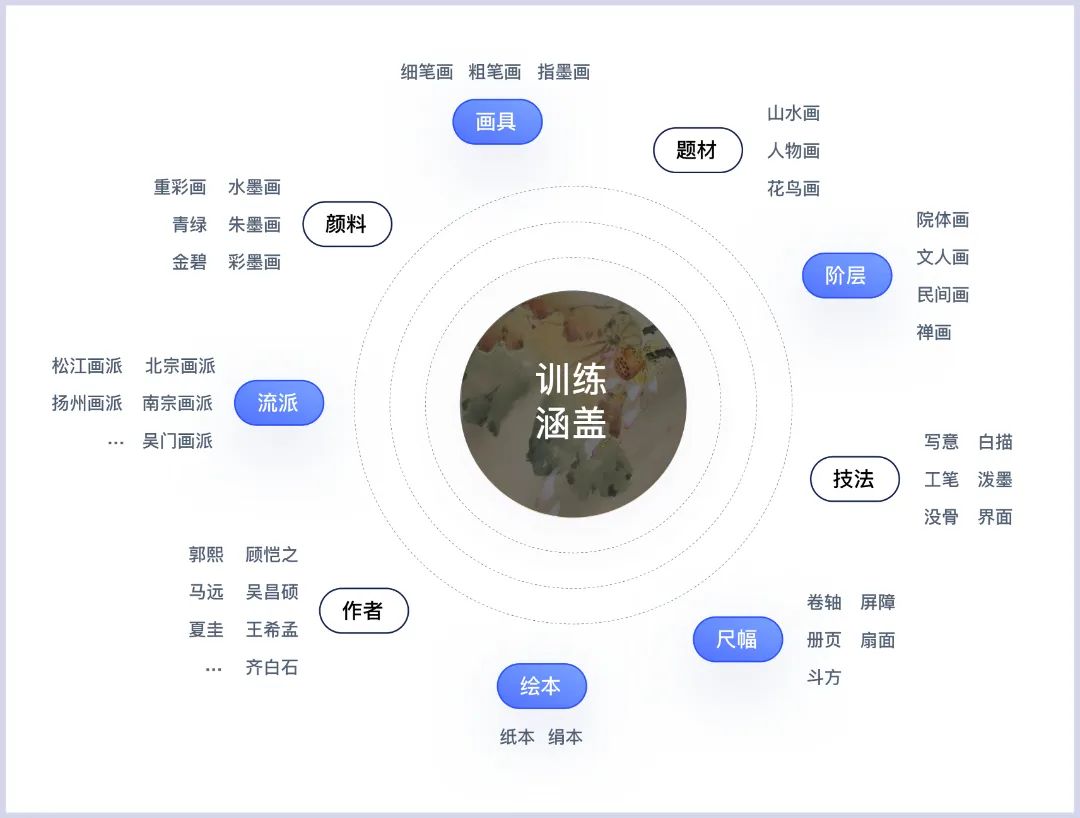 细笔画 粗笔画 指墨画
画具
题材
山水画
人物画
花鸟画
重彩画 水墨画
青绿 朱墨画
金碧 彩墨画
颜料
阶层
院体画
文人画
民间画
禅画
训练
涵盖
松江画派 北宗画派
扬州画派 南宗画派
... 吴门画派
流派
技法
写意 白描
工笔 泼墨
没骨 界面
郭熙 顾恺之
马远 吴昌硕
夏圭 王希孟
... 齐白石
作者
尺幅
卷轴 屏障
册页 扇面
斗方
绘本
纸本 绢本